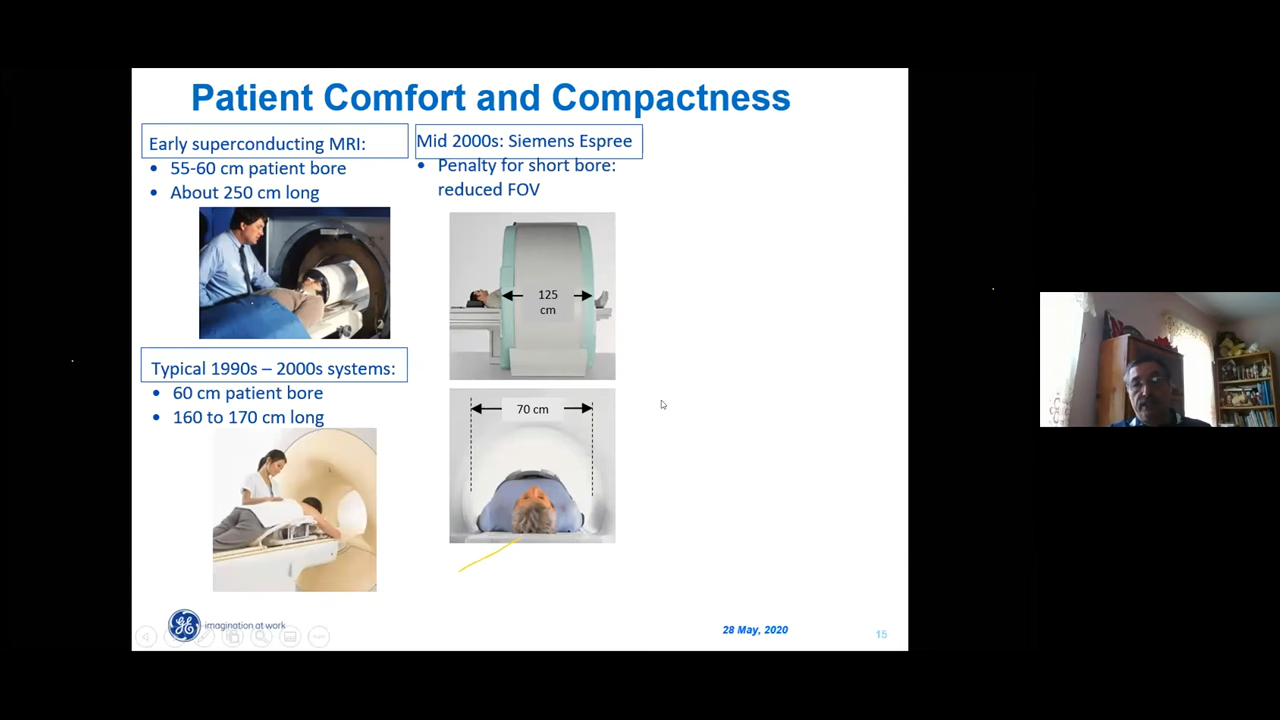 Patient Comfort and Compactness
Early superconducting MRI:
• 55-60 cm patient bore
• About 250 cm long
Typical 1990s – 2000s systems:
• 60 cm patient bore
• 160 to 170 cm long
Mid 2000s: Siemens Espree
• Penalty for short bore:
reduced FOV
125
cm
70 cm
GE imagination at work
28 May, 2020
15